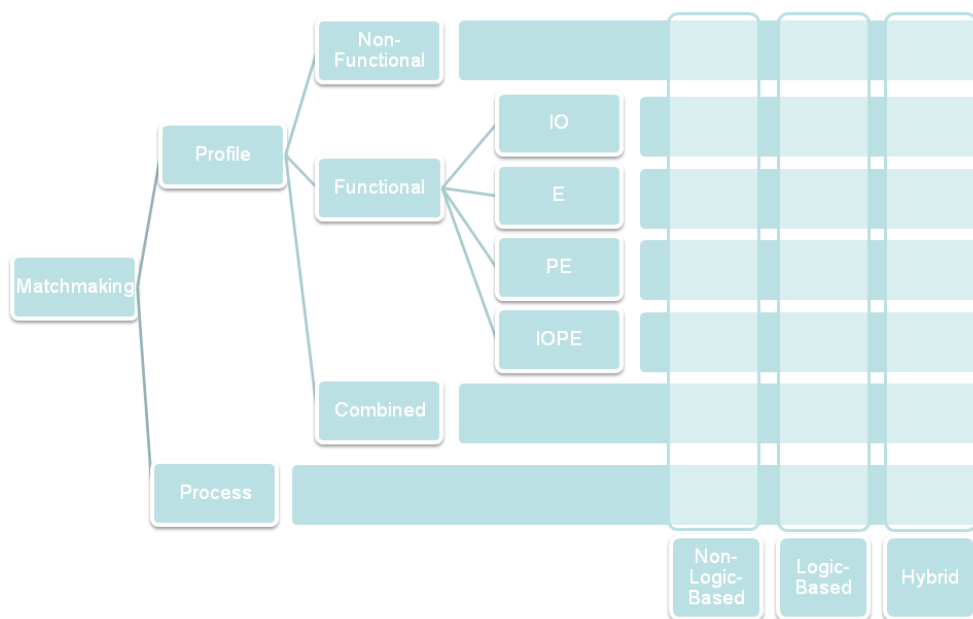 Non-
Functional
IO
Profile
Functional
E
PE
Matchmaking
IOPE
Combined
Process
Non-
Logic-
Based
Logic-
Based
Hybrid